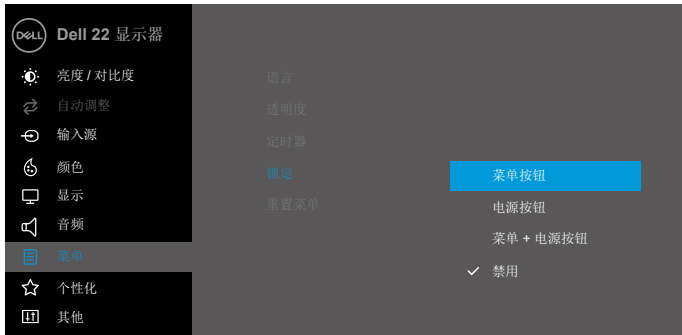 DELL
Dell 22 显示器
亮度 / 对比度
自动调整
输入源
颜色
显示
音频
菜单
个性化
其他
语言
透明度
定时器
锁定
重置菜单
菜单按钮
电源按钮
菜单 + 电源按钮
禁用